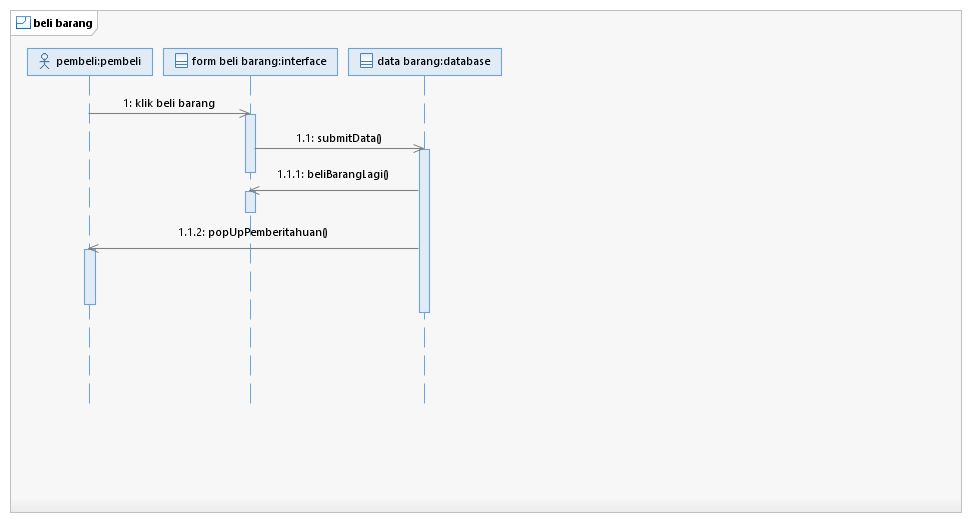 beli barang
pembeli:pembeli
form beli barang:interface
data barang:database
1: klik beli barang
1.1: submitData()
1.1.1: beliBarangLagi()
1.1.2: popUpPemberitahuan()